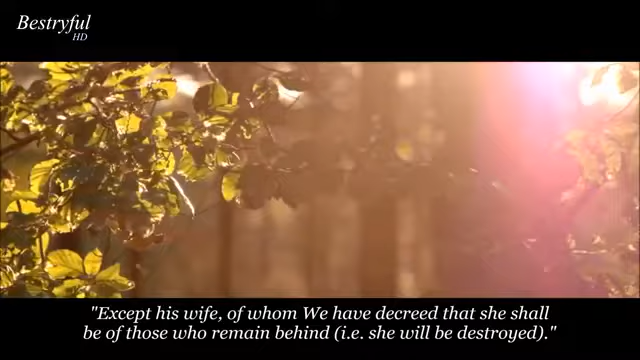 Bestryful
HD
"Except his wife, of whom We have decreed that she shall
be of those who remain behind (i.e. she will be destroyed)."